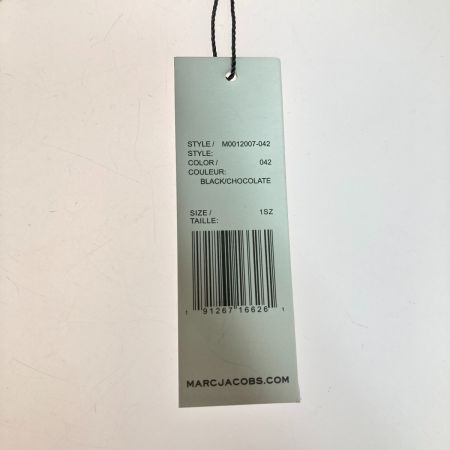 STYLE / M0012007-042
STYLE:
COLOR / 042
COULEUR:
BLACK/CHOCOLATE
SIZE / 1SZ
TAILLE:
1 91267 16626 1
MARCJACOBS.COM